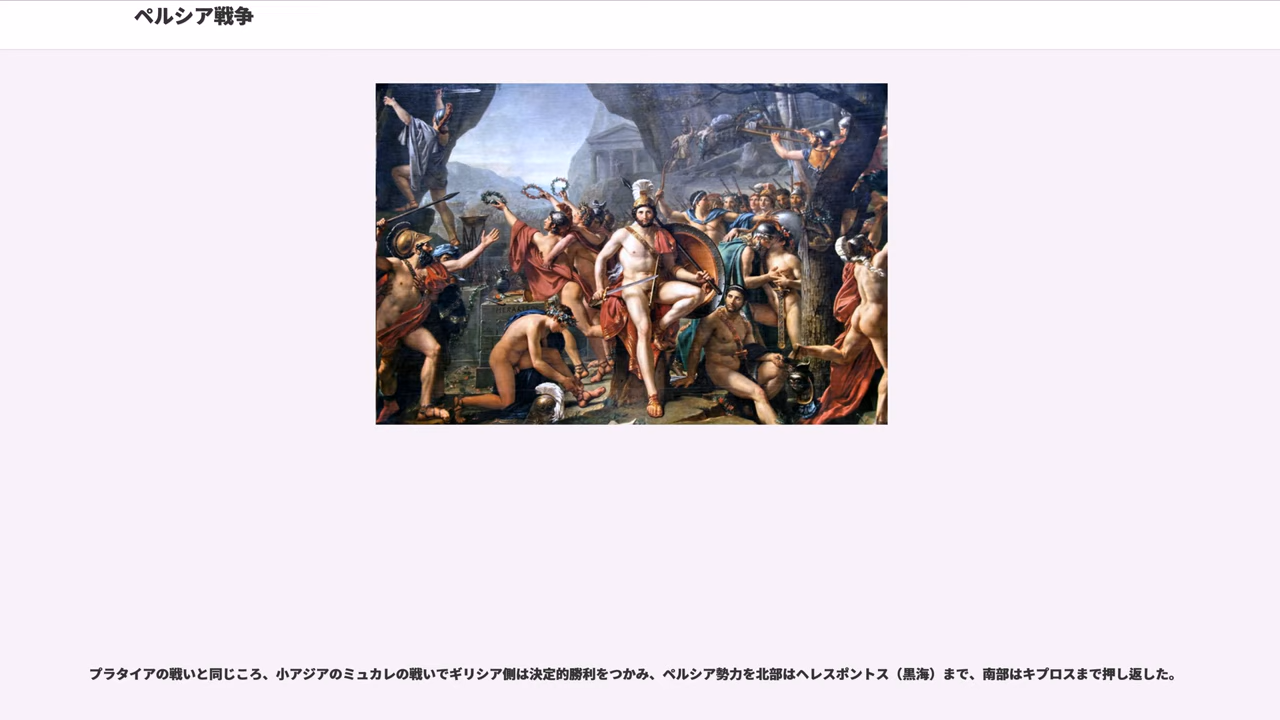 ペルシア戦争
プラタイアの戦いと同じころ、小アジアのミュカレの戦いでギリシア側は決定的勝利をつかみ、ペルシア勢力を北部はヘレスポントス（黒海）まで、南部はキプロスまで押し返した。